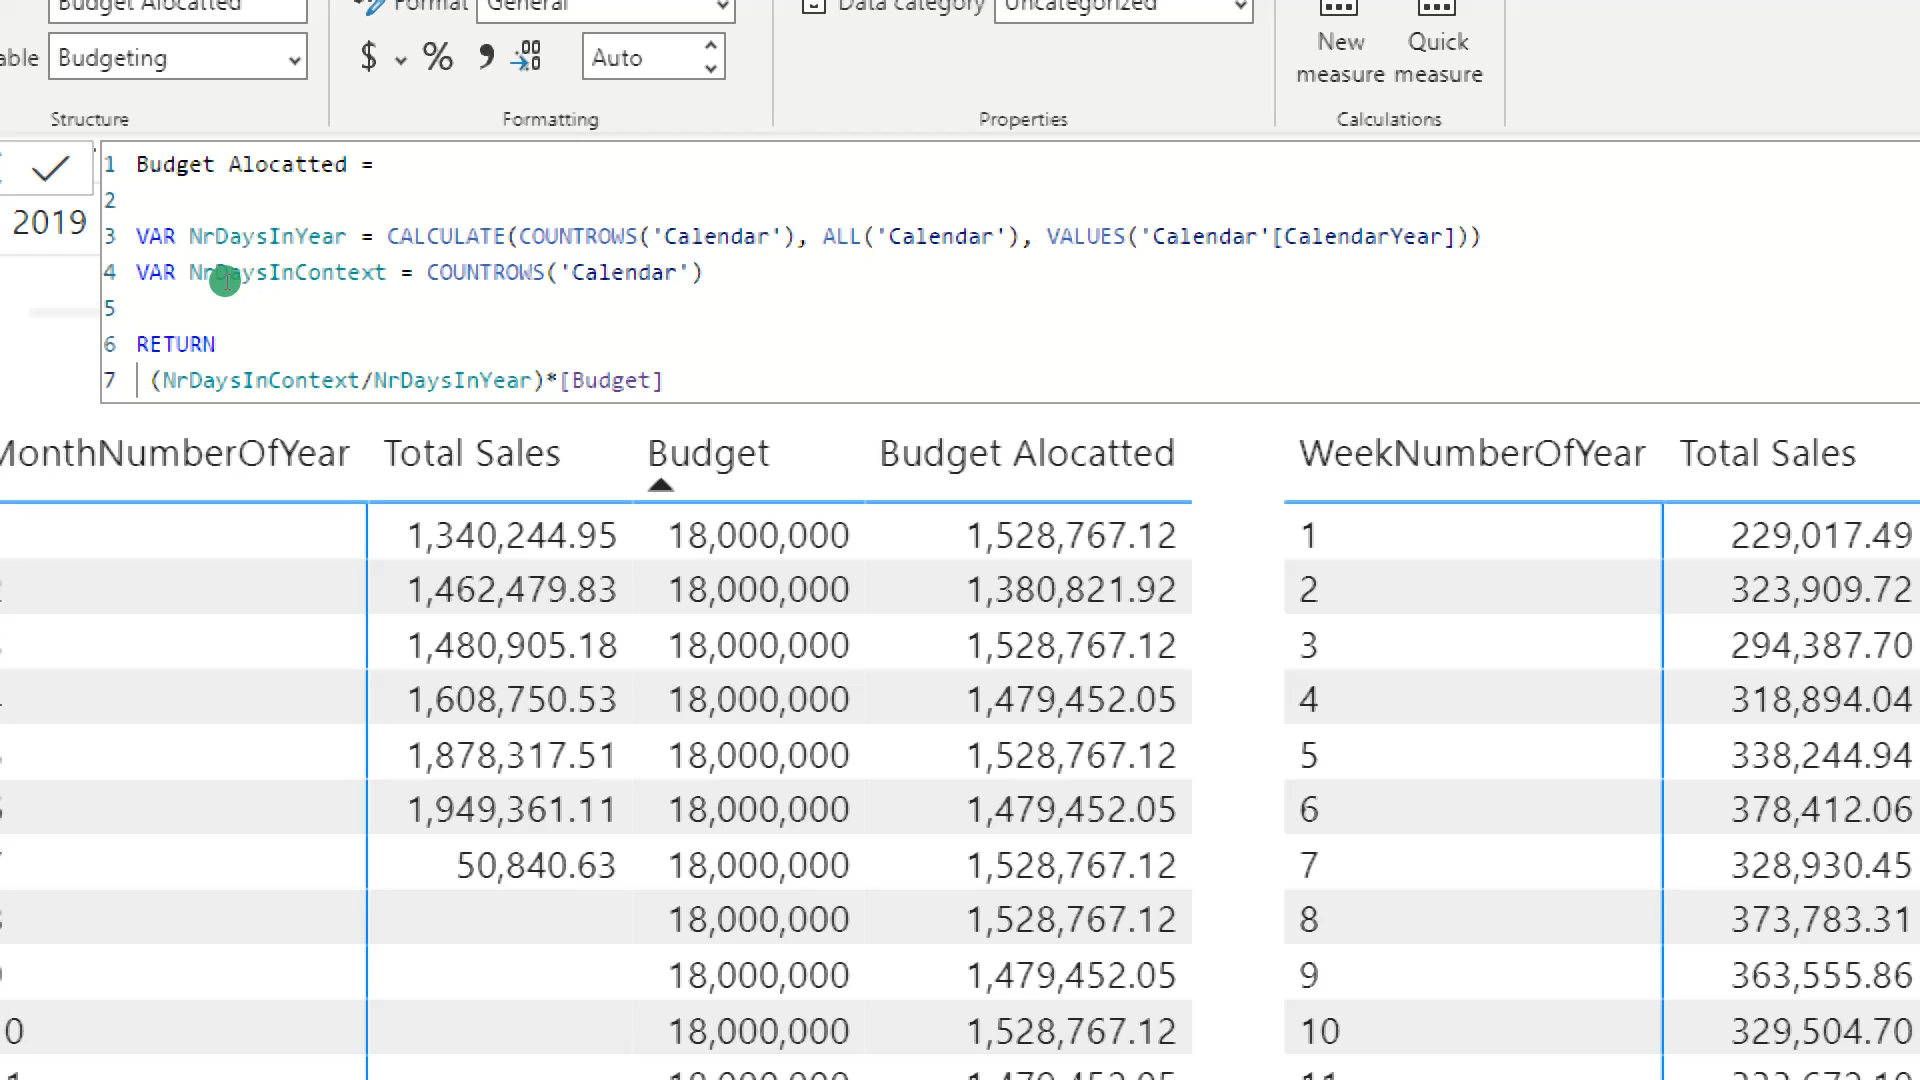 Budget Alocatted
Format General
Data category Uncategorized
Budgeting
$ % Auto
New measure
Quick measure
Structure
Formatting
Properties
Calculations
2019
1 Budget Alocatted =
2
3 VAR NrDaysInYear = CALCULATE(COUNTROWS('Calendar'), ALL('Calendar'), VALUES('Calendar'[CalendarYear]))
4 VAR NrDaysInContext = COUNTROWS('Calendar')
5
6 RETURN
7 (NrDaysInContext/NrDaysInYear)*[Budget]
MonthNumberOfYear Total Sales Budget Budget Alocatted WeekNumberOfYear Total Sales
1,340,244.95 18,000,000 1,528,767.12 1 229,017.49
1,462,479.83 18,000,000 1,380,821.92 2 323,909.72
1,480,905.18 18,000,000 1,528,767.12 3 294,387.70
1,608,750.53 18,000,000 1,479,452.05 4 318,894.04
1,878,317.51 18,000,000 1,528,767.12 5 338,244.94
1,949,361.11 18,000,000 1,479,452.05 6 378,412.06
50,840.63 18,000,000 1,528,767.12 7 328,930.45
18,000,000 1,528,767.12 8 373,783.31
18,000,000 1,479,452.05 9 363,555.86
18,000,000 1,528,767.12 10 329,504.70